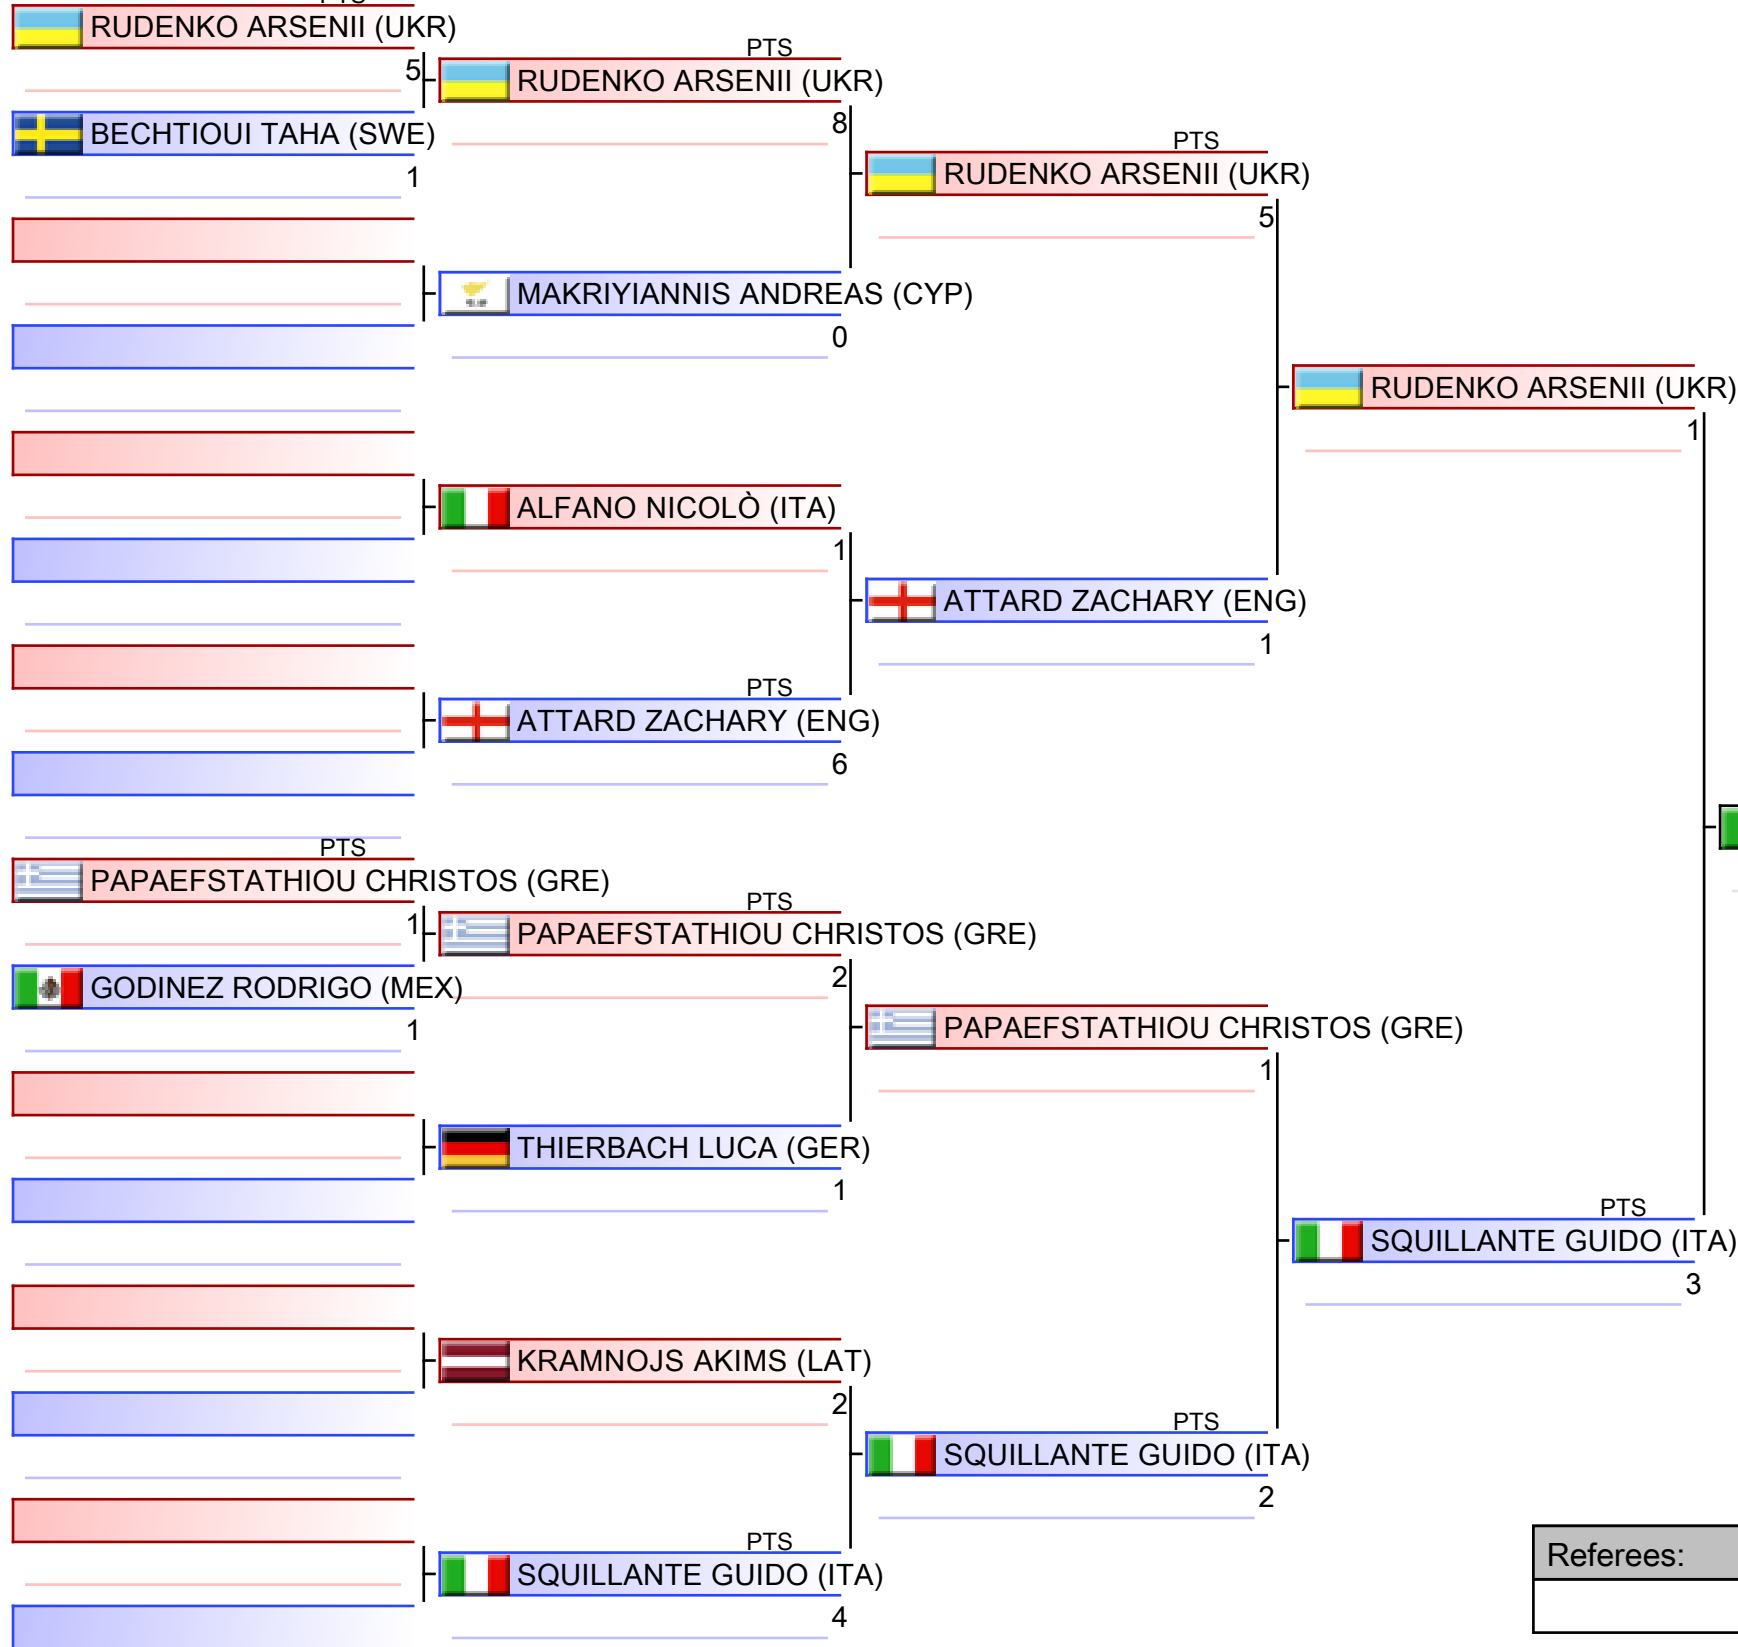 PTS
RUDENKO ARSENII (UKR)
5
BECHTIOUI TAHA (SWE)
1
PTS
RUDENKO ARSENII (UKR)
8
MAKRIYIANNIS ANDREAS (CYP)
0
PTS
RUDENKO ARSENII (UKR)
5
RUDENKO ARSENII (UKR)
1
ALFANO NICOLÒ (ITA)
1
ATTARD ZACHARY (ENG)
1
PTS
ATTARD ZACHARY (ENG)
6
PTS
PAPAEFSTATHIOU CHRISTOS (GRE)
1
GODINEZ RODRIGO (MEX)
1
PTS
PAPAEFSTATHIOU CHRISTOS (GRE)
2
PAPAEFSTATHIOU CHRISTOS (GRE)
1
THIERBACH LUCA (GER)
1
PTS
SQUILLANTE GUIDO (ITA)
3
KRAMNOJS AKIMS (LAT)
2
PTS
SQUILLANTE GUIDO (ITA)
2
PTS
SQUILLANTE GUIDO (ITA)
4
Referees: